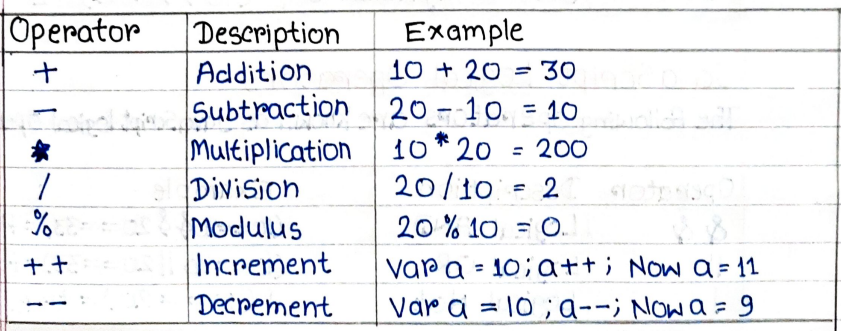 Operator Description Example
+ Addition 10 + 20 = 30
- Subtraction 20 - 10 = 10
* Multiplication 10 * 20 = 200
/ Division 20 / 10 = 2
% Modulus 20 % 10 = 0
++ Increment Var a = 10; a++; Now a = 11
-- Decrement Var a = 10; a--; Now a = 9